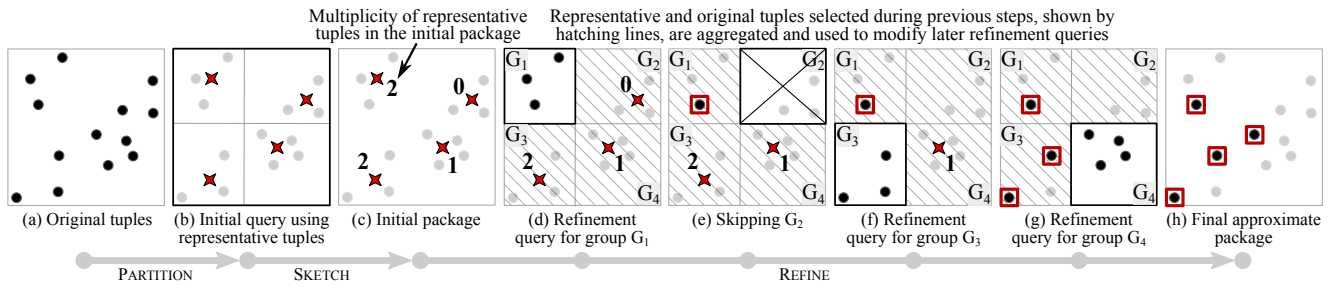 Multiplicity of representative
tuples in the initial package
Representative and original tuples selected during previous steps, shown by
hatching lines, are aggregated and used to modify later refinement queries
2
0
1
2
G1
G2
G3
G4
0
2
1
G1
G2
G3
G4
2
1
G1
G2
G3
G4
1
G1
G2
G3
G4
(a) Original tuples
(b) Initial query using
representative tuples
(c) Initial package
(d) Refinement
query for group G1
(e) Skipping G2
(f) Refinement
query for group G3
(g) Refinement
query for group G4
(h) Final approximate
package
PARTITION
SKETCH
REFINE